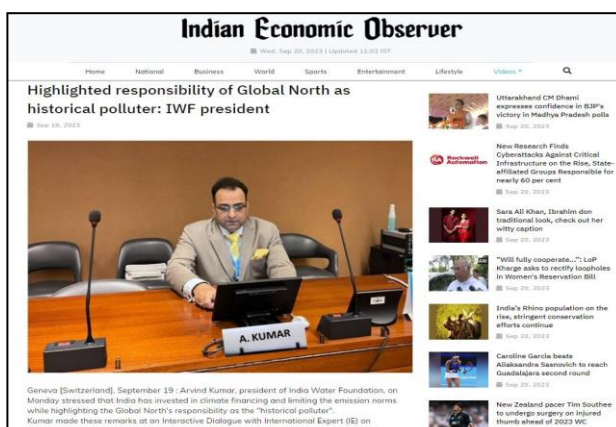 Indian Economic Observer
Wed, Sep 20, 2023 | Updated 11:02 IST
Home National Business World Sports Entertainment Lifestyle Videos
Highlighted responsibility of Global North as
historical polluter: IWF president
Sep 19, 2023
A. KUMAR
Geneva [Switzerland], September 19 : Arvind Kumar, president of India Water Foundation, on
Monday stressed that India has invested in climate financing and limiting the emission norms
while highlighting the Global North's responsibility as the "historical polluter".
Kumar made these remarks at an Interactive Dialogue with International Expert (IE) on
Uttarakhand CM Dhami
expresses confidence in BJP's
victory in Madhya Pradesh polls
Sep 20, 2023
Rockwell
Automation
New Research Finds
Cyberattacks Against Critical
Infrastructure on the Rise, State-
affiliated Groups Responsible for
nearly 60 per cent
Sep 20, 2023
Sara Ali Khan, Ibrahim don
traditional look, check out her
witty caption
Sep 20, 2023
"Will fully cooperate...": LoP
Kharge asks to rectify loopholes
in Women's Reservation Bill
Sep 20, 2023
India's Rhino population on the
rise, stringent conservation
efforts continue
Sep 20, 2023
Caroline Garcia beats
Aliaksandra Sasnovich to reach
Guadalajara second round
Sep 20, 2023
New Zealand pacer Tim Southee
to undergo surgery on injured
thumb ahead of 2023 WC